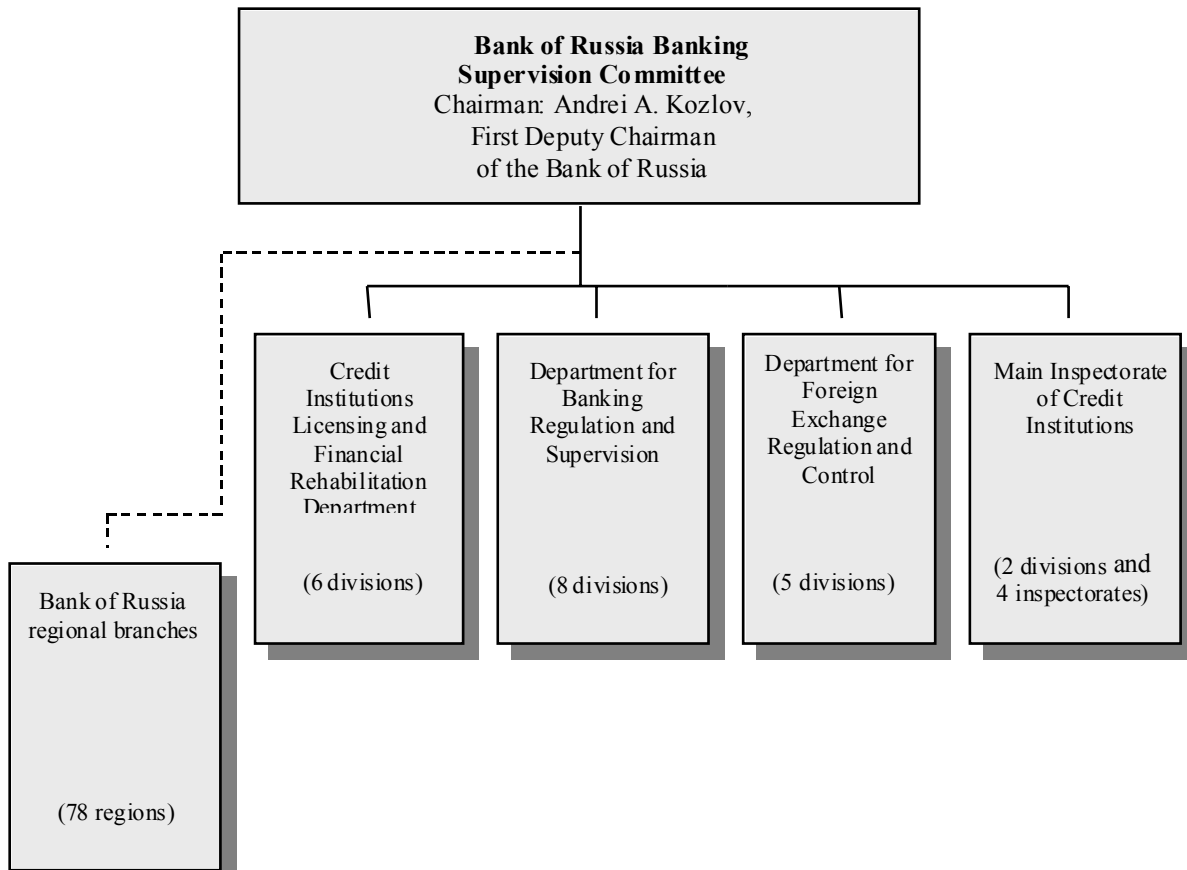 Bank of Russia Banking
Supervision Committee
Chairman: Andrei A. Kozlov,
First Deputy Chairman
of the Bank of Russia
Credit
Institutions
Licensing and
Financial
Rehabilitation
Department
(6 divisions)
Department for
Banking
Regulation and
Supervision
(8 divisions)
Department for
Foreign
Exchange
Regulation and
Control
(5 divisions)
Main Inspectorate
of Credit
Institutions
(2 divisions and
4 inspectorates)
Bank of Russia
regional branches
(78 regions)